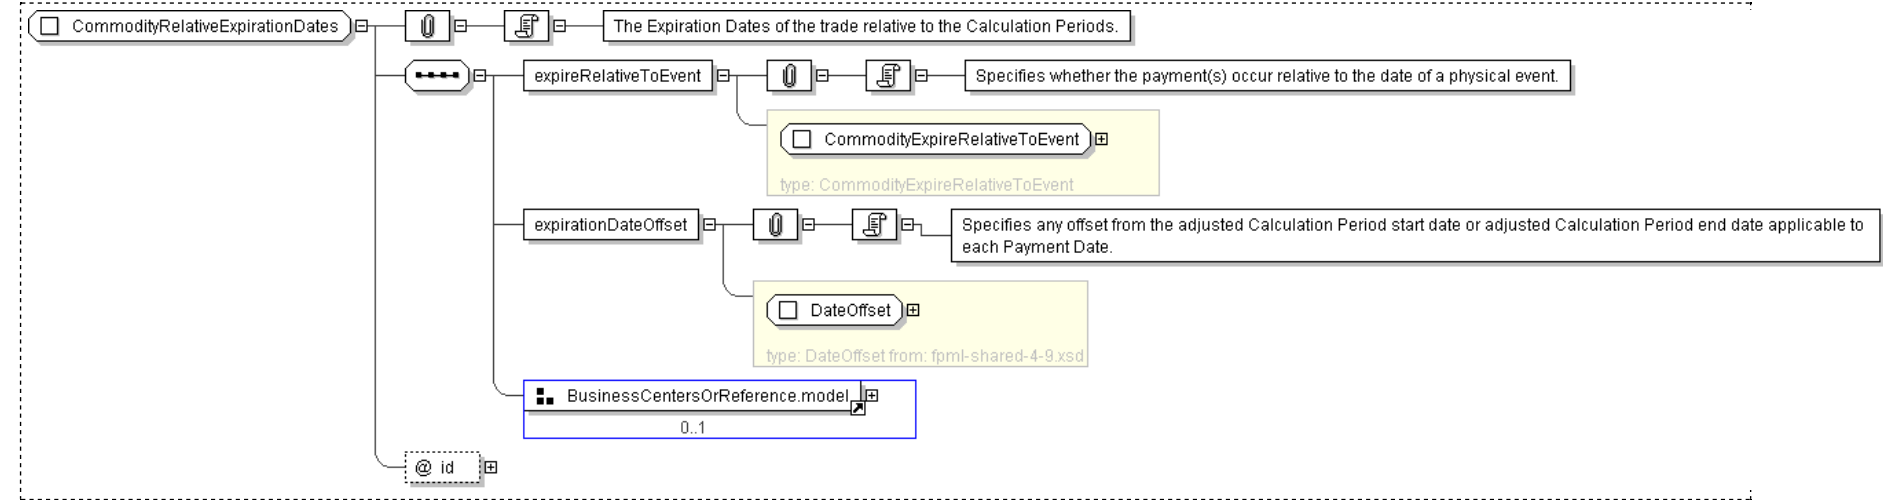 CommodityRelativeExpirationDates
The Expiration Dates of the trade relative to the Calculation Periods.
expireRelativeToEvent
Specifies whether the payment(s) occur relative to the date of a physical event.
CommodityExpireRelativeToEvent
type: CommodityExpireRelativeToEvent
expirationDateOffset
Specifies any offset from the adjusted Calculation Period start date or adjusted Calculation Period end date applicable to
each Payment Date.
DateOffset
type: DateOffset from: fpml-shared-4-9.xsd
BusinessCentersOrReference.model
0..1
@ id